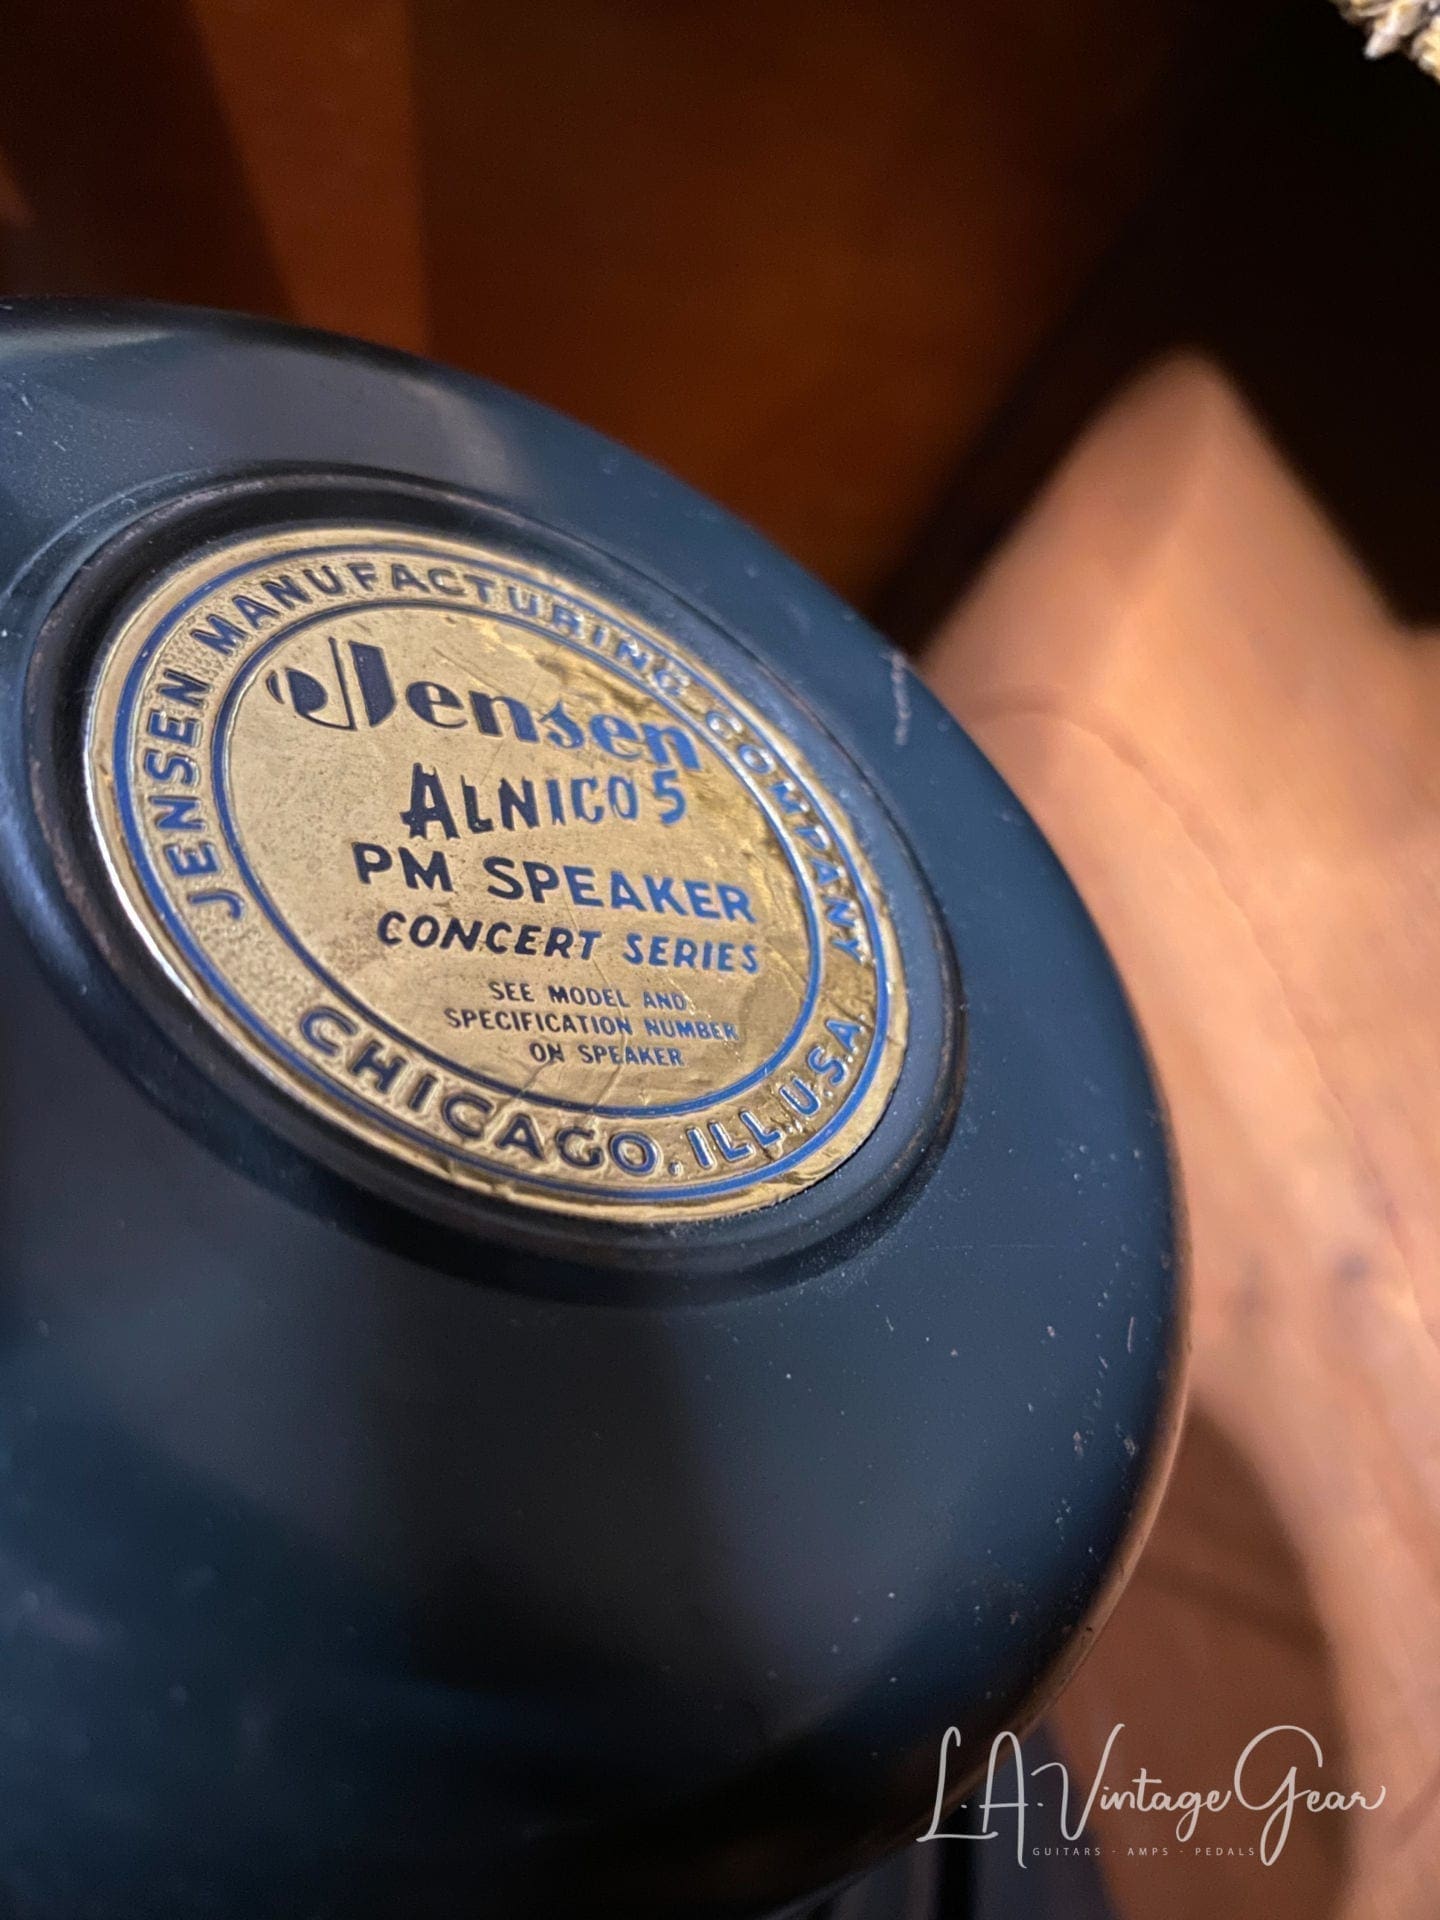 JENSEN MANUFACTURING COMPANY
Jensen
ALNICO 5
PM SPEAKER
CONCERT SERIES
SEE MODEL AND
SPECIFICATION NUMBER
ON SPEAKER
CHICAGO, ILL. U.S.A.
L.A. Vintage Gear
GUITARS · AMPS · PEDALS